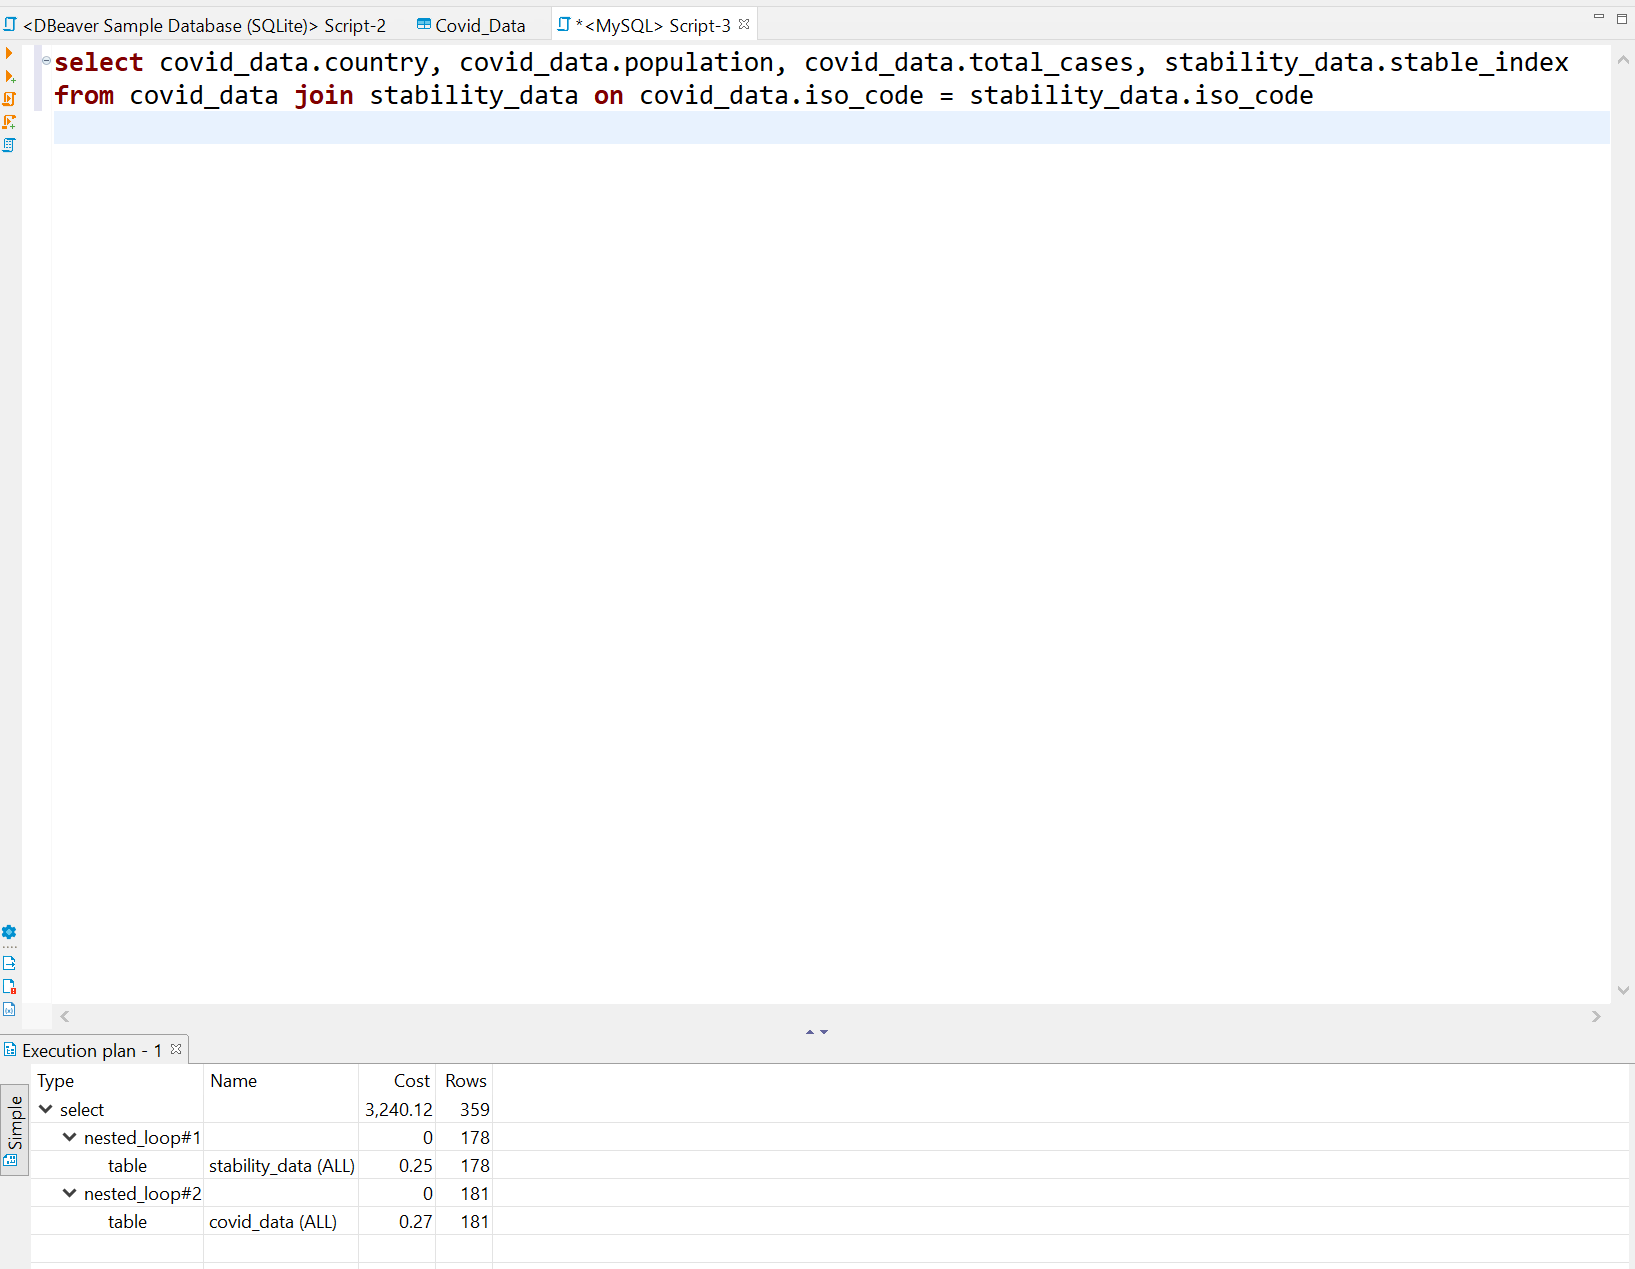 <DBeaver Sample Database (SQLite)> Script-2 Covid_Data *<MySQL> Script-3
select covid_data.country, covid_data.population, covid_data.total_cases, stability_data.stable_index
from covid_data join stability_data on covid_data.iso_code = stability_data.iso_code
Execution plan - 1
Simple
Type Name Cost Rows
select 3,240.12 359
nested_loop#1 0 178
table stability_data (ALL) 0.25 178
nested_loop#2 0 181
table covid_data (ALL) 0.27 181